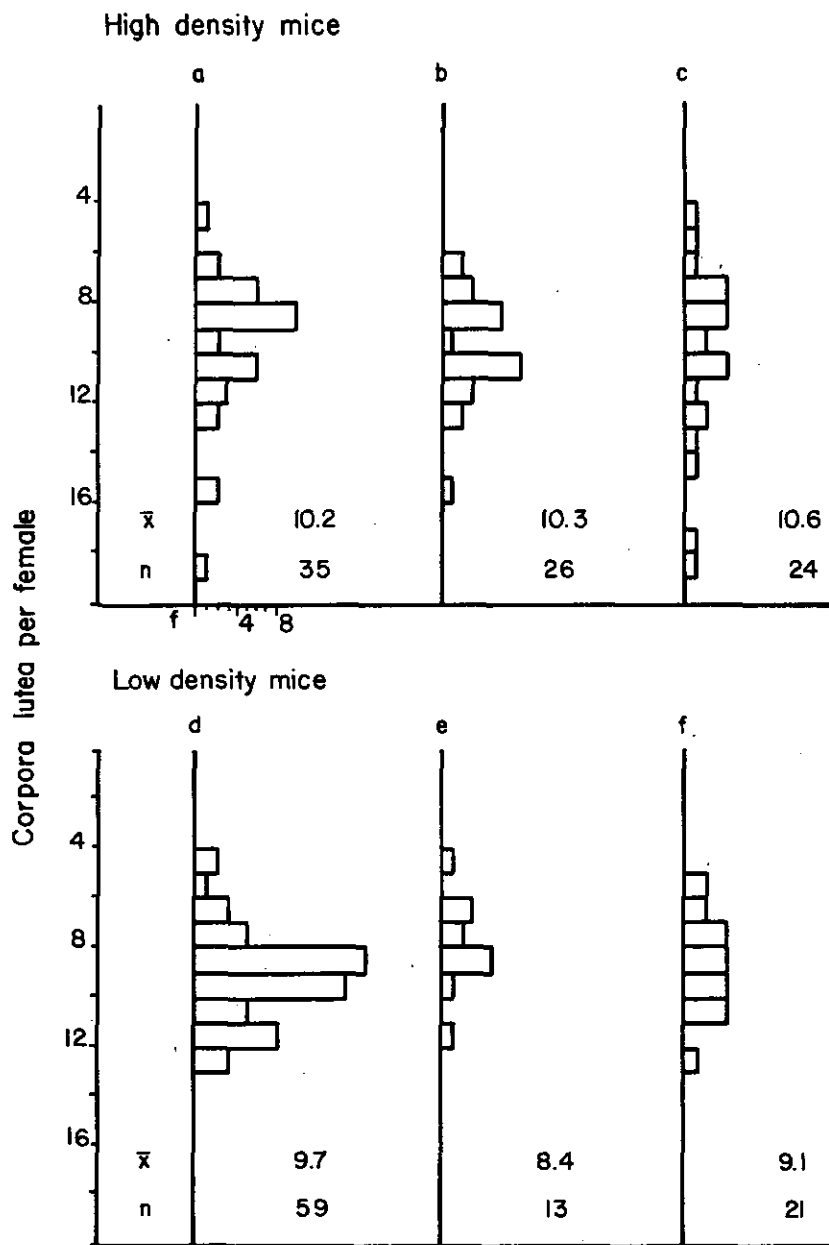 High density mice
a b c
4
8
12
16
x̄ 10.2 10.3 10.6
n 35 26 24
f 4 8
Corpora lutea per female
Low density mice
d e f
4
8
12
16
x̄ 9.7 8.4 9.1
n 59 13 21